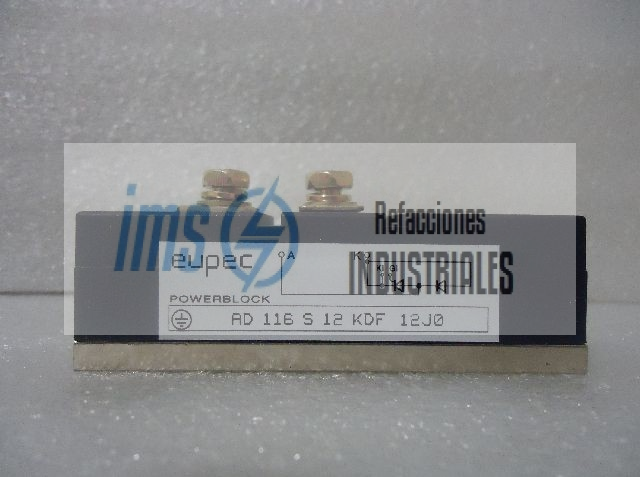 ims Refacciones
INDUSTRIALES
eupec
A K
POWERBLOCK
AD 116 S 12 KDF 12J0